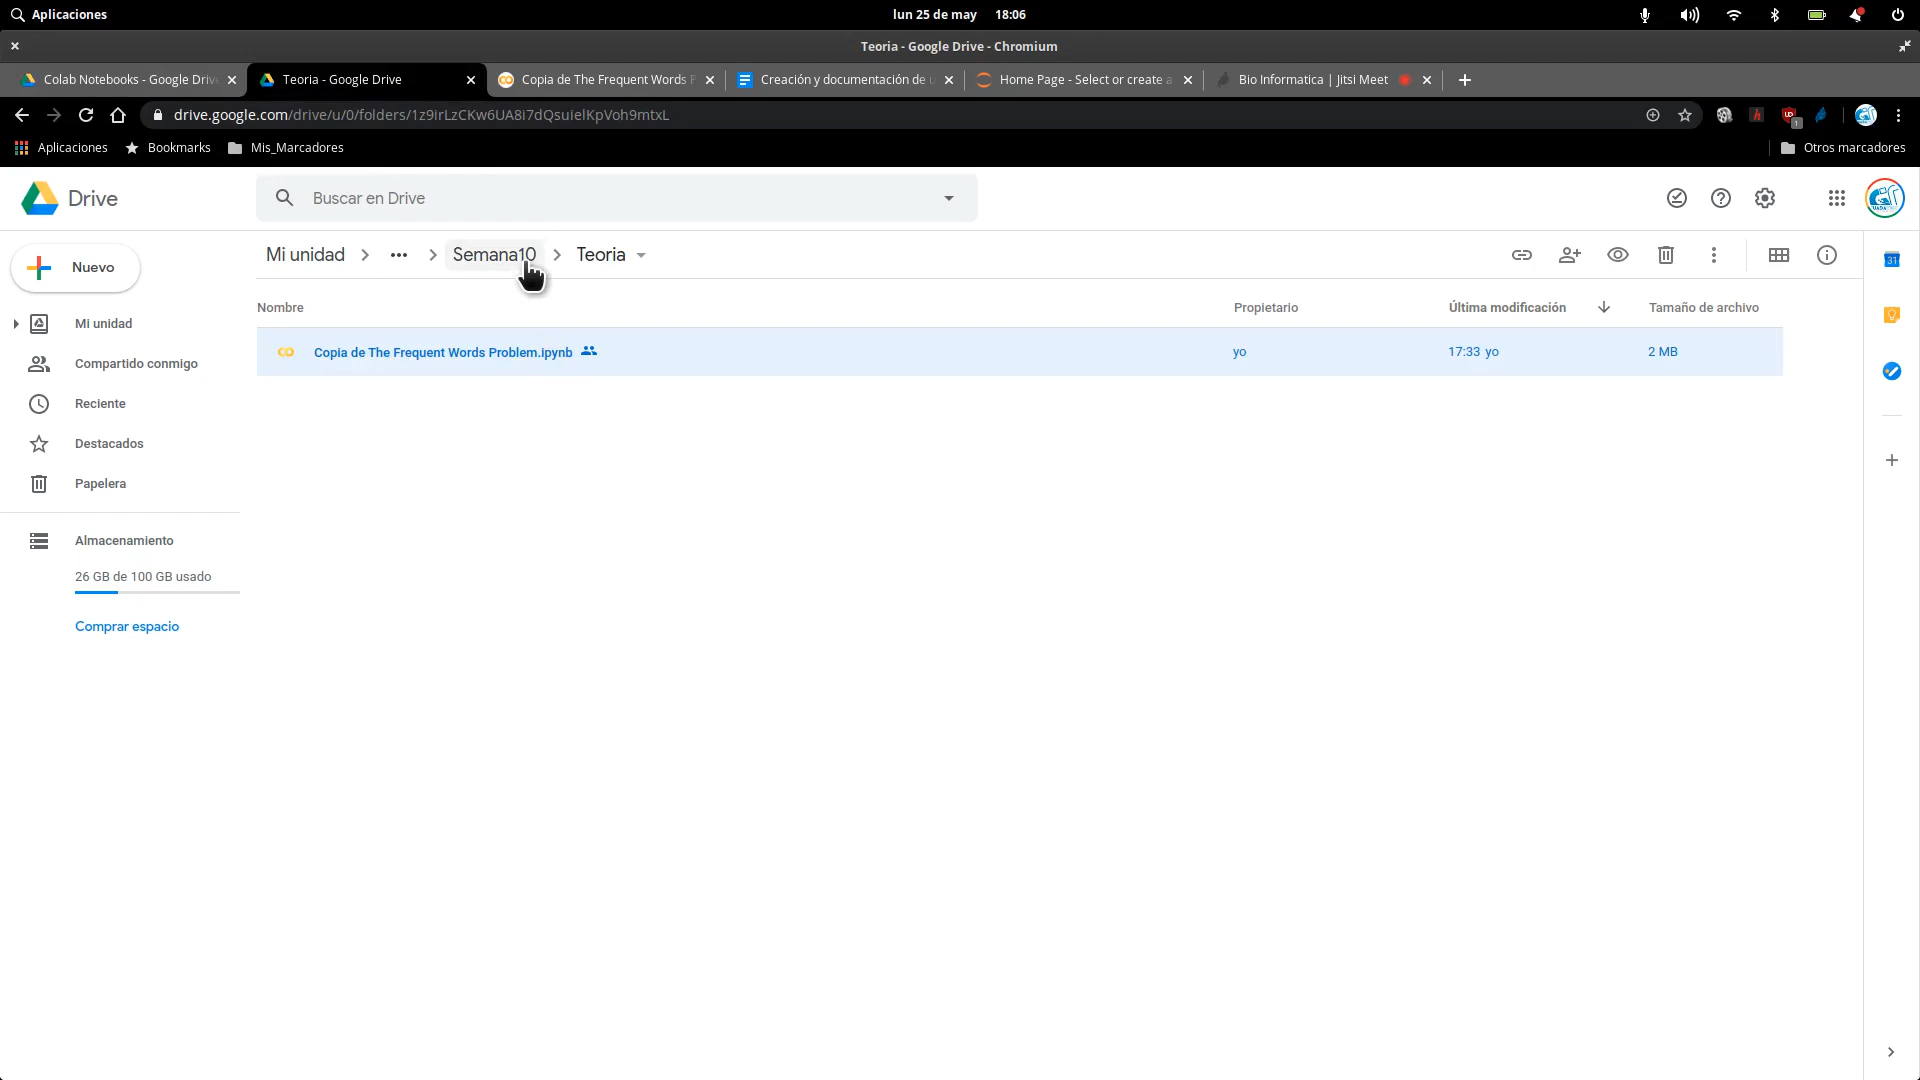 Aplicaciones
lun 25 de may 18:06
Teoria - Google Drive - Chromium
Colab Notebooks - Google Driv
Teoria - Google Drive
Copia de The Frequent Words P
Creación y documentación de u
Home Page - Select or create a
Bio Informatica | Jitsi Meet
drive.google.com/drive/u/0/folders/1z9irLzCKw6UA8i7dQsuielKpVoh9mtxL
Aplicaciones
Bookmarks
Mis_Marcadores
Otros marcadores
Drive
Buscar en Drive
Nuevo
Mi unidad
Semana10
Teoria
Nombre
Propietario
Última modificación
Tamaño de archivo
Copia de The Frequent Words Problem.ipynb
yo
17:33 yo
2 MB
Mi unidad
Compartido conmigo
Reciente
Destacados
Papelera
Almacenamiento
26 GB de 100 GB usado
Comprar espacio
31